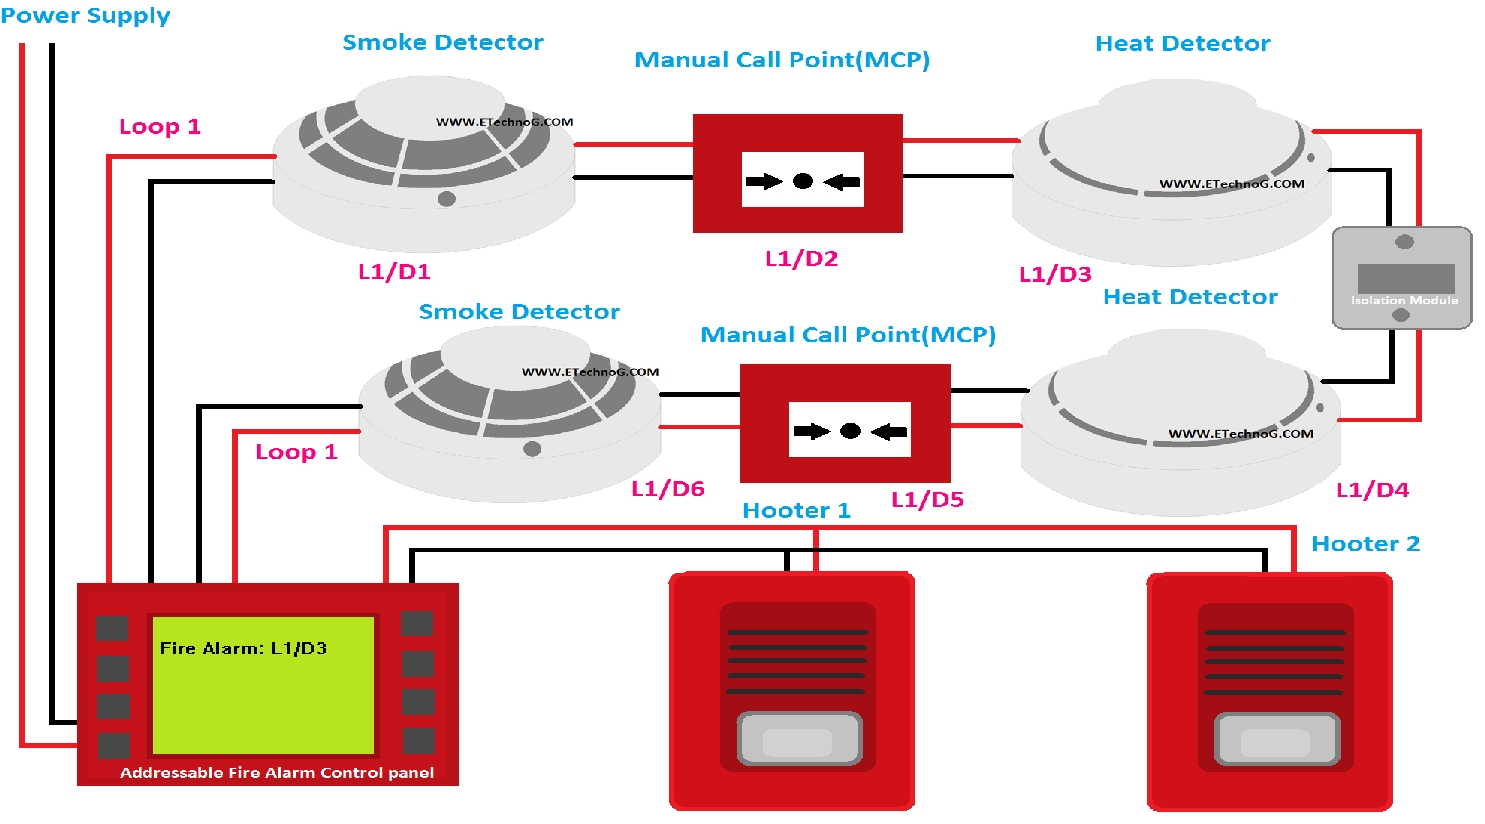 Power Supply
Smoke Detector
Manual Call Point(MCP)
Heat Detector
Loop 1
WWW.ETechnoG.COM
WWW.ETechnoG.COM
L1/D1
L1/D2
L1/D3
Isolation Module
Smoke Detector
Manual Call Point(MCP)
Heat Detector
WWW.ETechnoG.COM
WWW.ETechnoG.COM
Loop 1
L1/D6
L1/D5
L1/D4
Hooter 1
Hooter 2
Fire Alarm: L1/D3
Addressable Fire Alarm Control panel